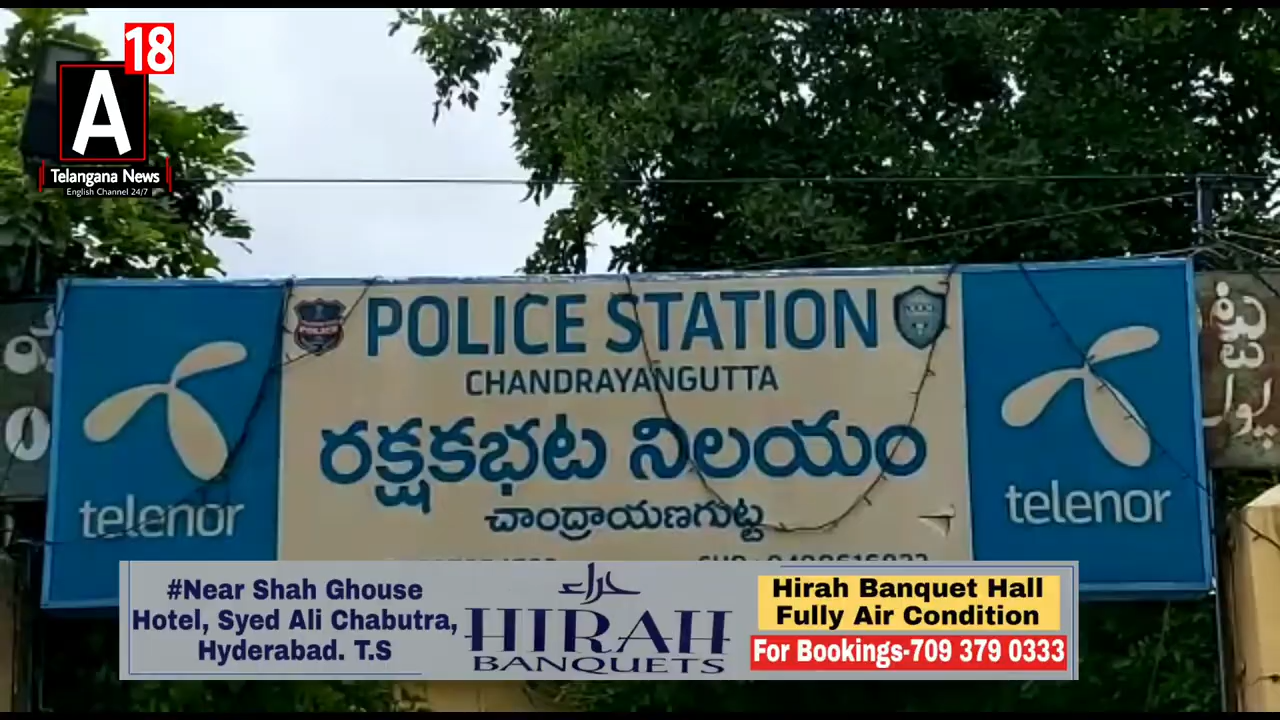 18
A
Telangana News
English Channel 24/7
POLICE STATION
POLICE
CHANDRAYANGUTTA
రక్షకభట నిలయం
చాంద్రాయణగుట్ట
telenor
telenor
#Near Shah Ghouse
Hotel, Syed Ali Chabutra,
Hyderabad. T.S
حراء
HIRAH
BANQUETS
Hirah Banquet Hall
Fully Air Condition
For Bookings-709 379 0333